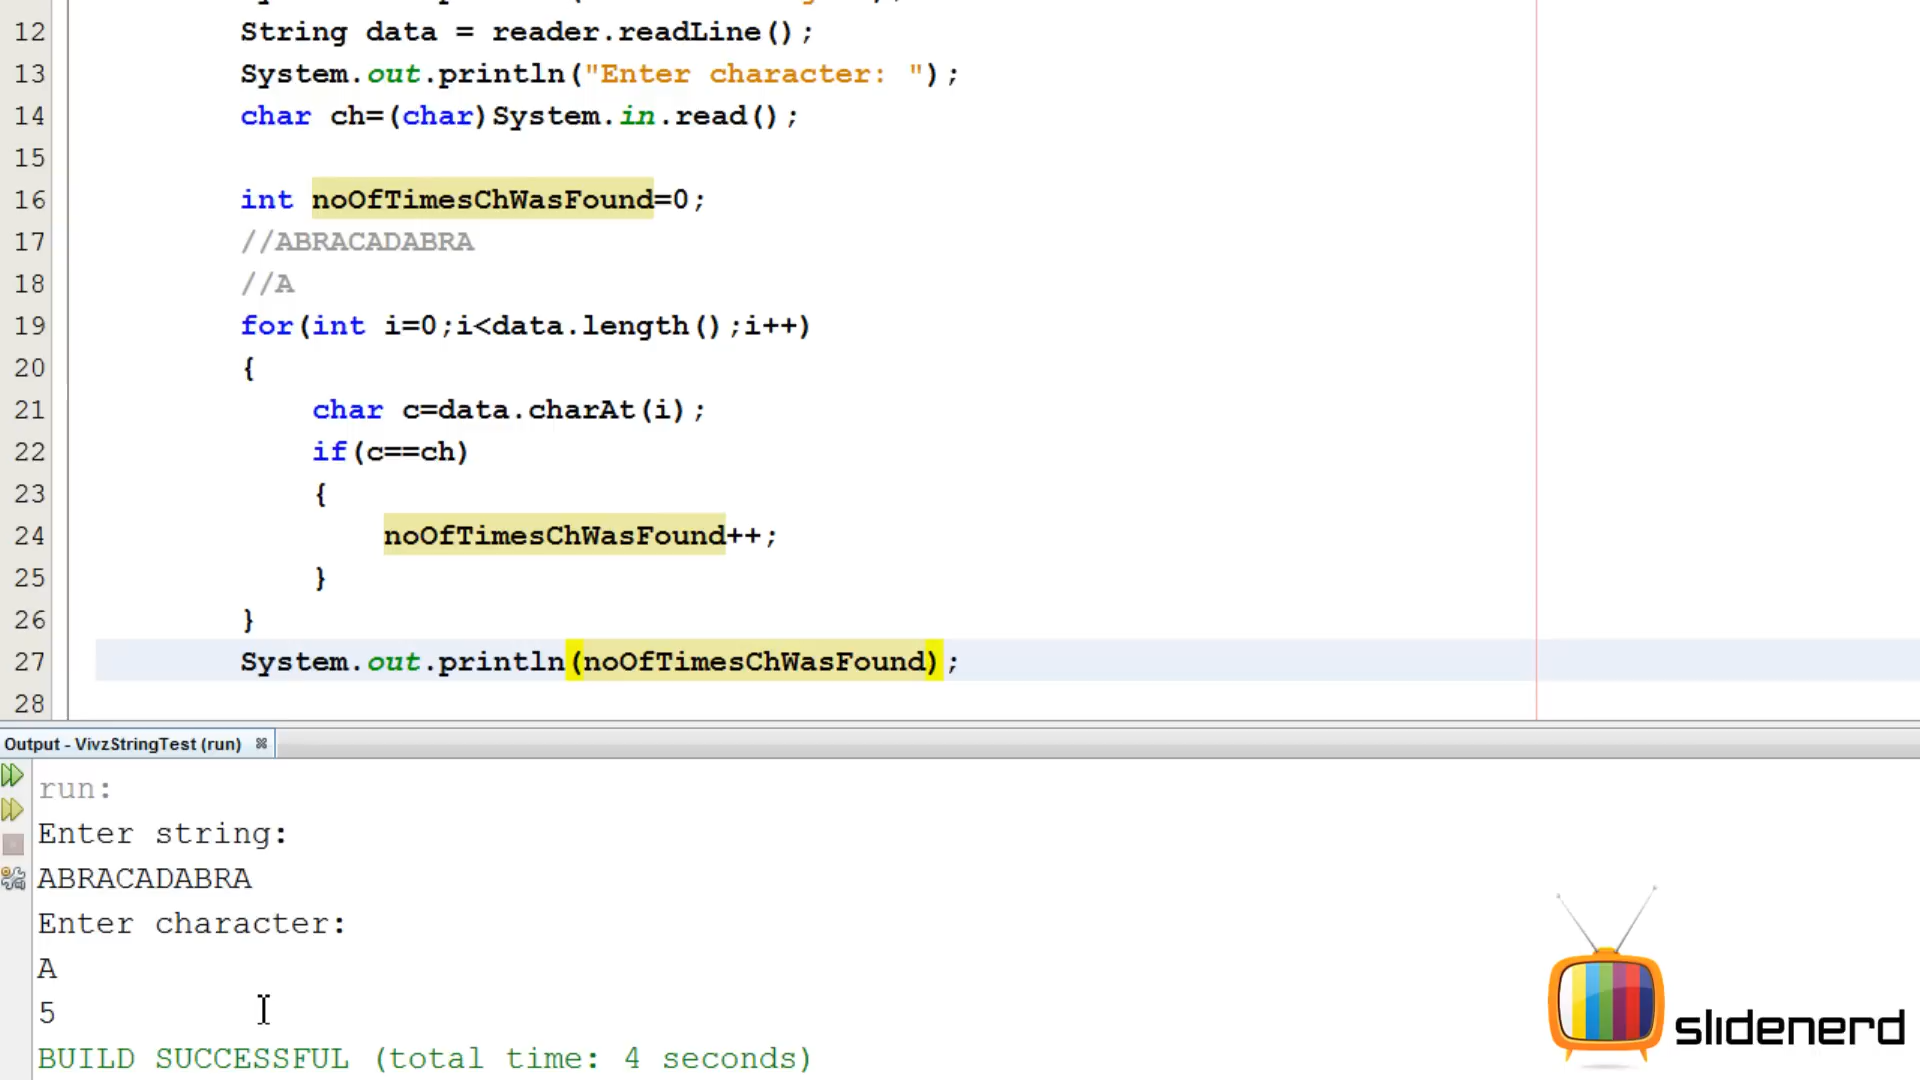 12 String data = reader.readLine();
13 System.out.println("Enter character: ");
14 char ch=(char)System.in.read();
15
16 int noOfTimesChWasFound=0;
17 //ABRACADABRA
18 //A
19 for(int i=0;i<data.length();i++)
20 {
21 char c=data.charAt(i);
22 if(c==ch)
23 {
24 noOfTimesChWasFound++;
25 }
26 }
27 System.out.println(noOfTimesChWasFound);
28
Output - VivzStringTest (run)
run:
Enter string:
ABRACADABRA
Enter character:
A
5
BUILD SUCCESSFUL (total time: 4 seconds)
slidenerd